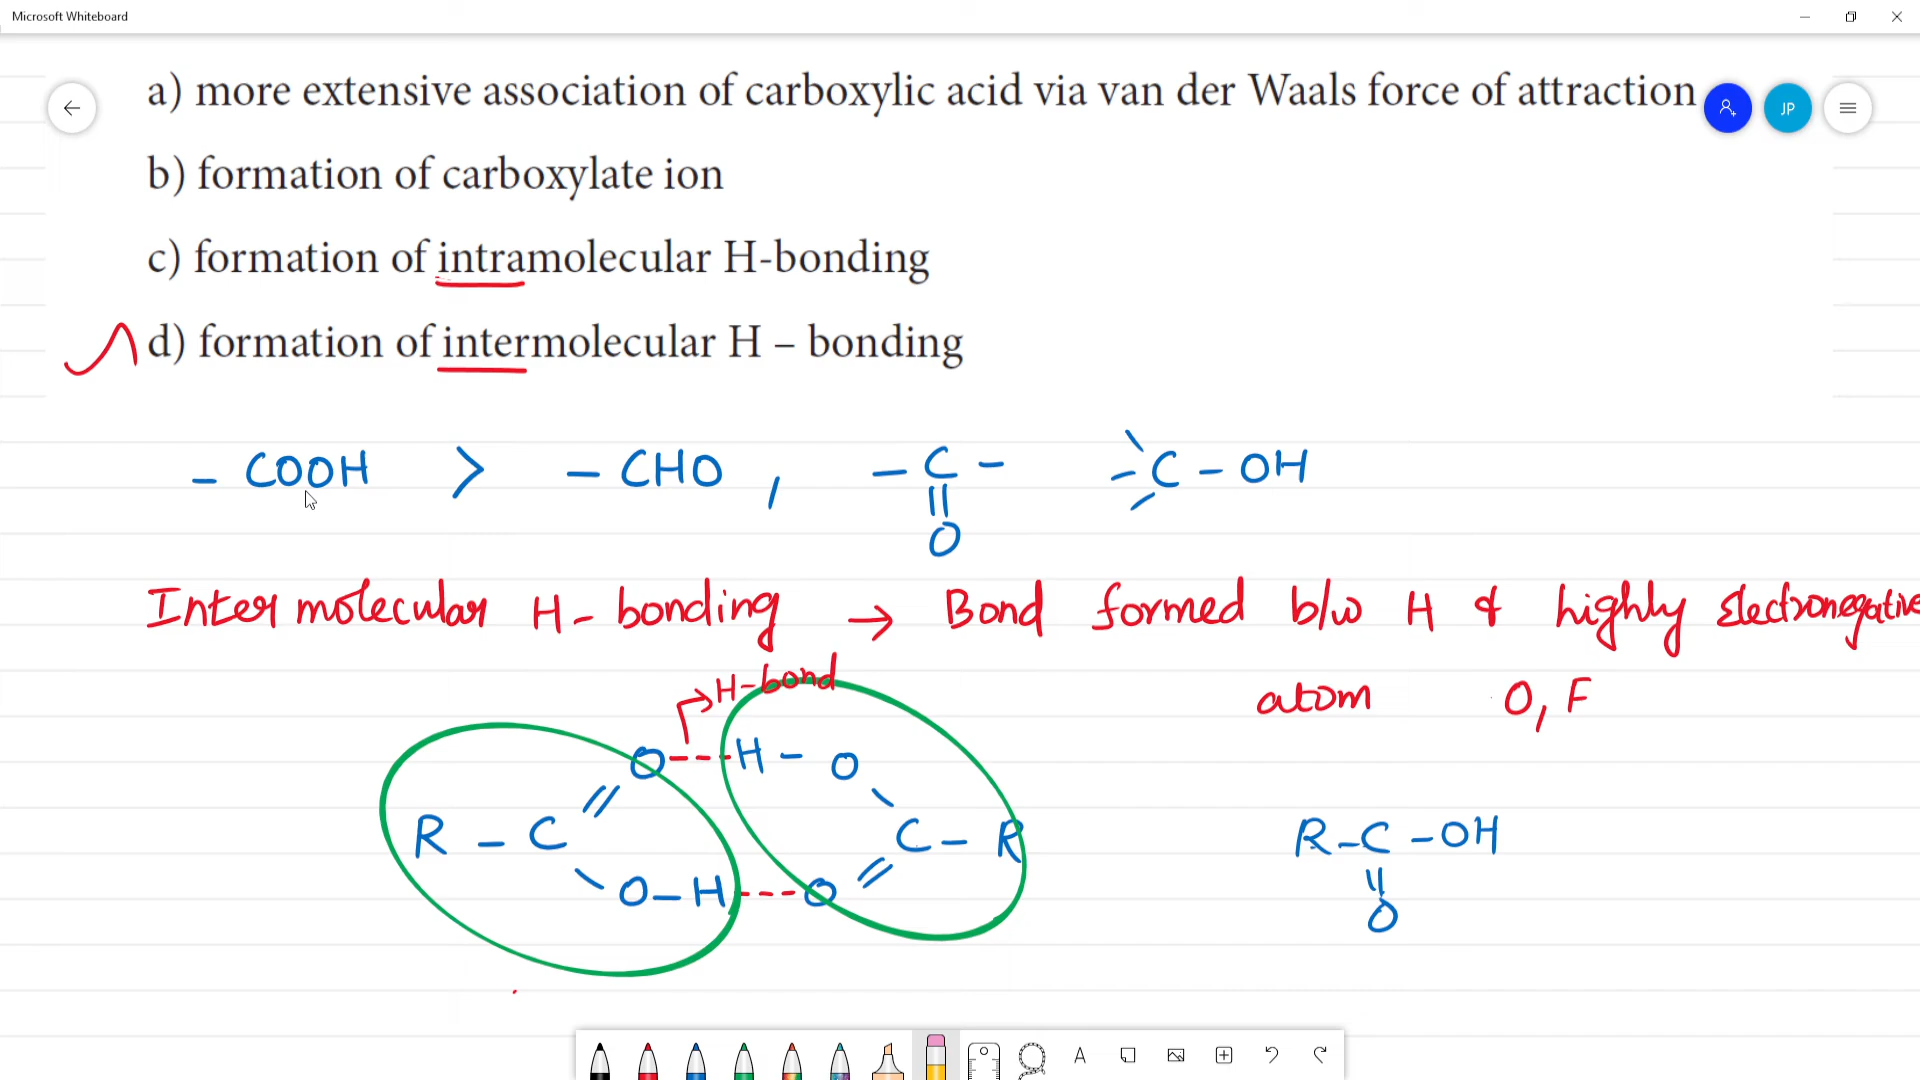 Microsoft Whiteboard
a) more extensive association of carboxylic acid via van der Waals force of attraction
JP
b) formation of carboxylate ion
c) formation of intramolecular H-bonding
d) formation of intermolecular H – bonding
– COOH > – CHO , – C – – C – OH
||
O
Inter molecular H - bonding → Bond formed b/w H & highly electronegative
H-bond
atom O, F
O --- H – O
R – C C – R R – C – OH
O – H --- O ||
O
A